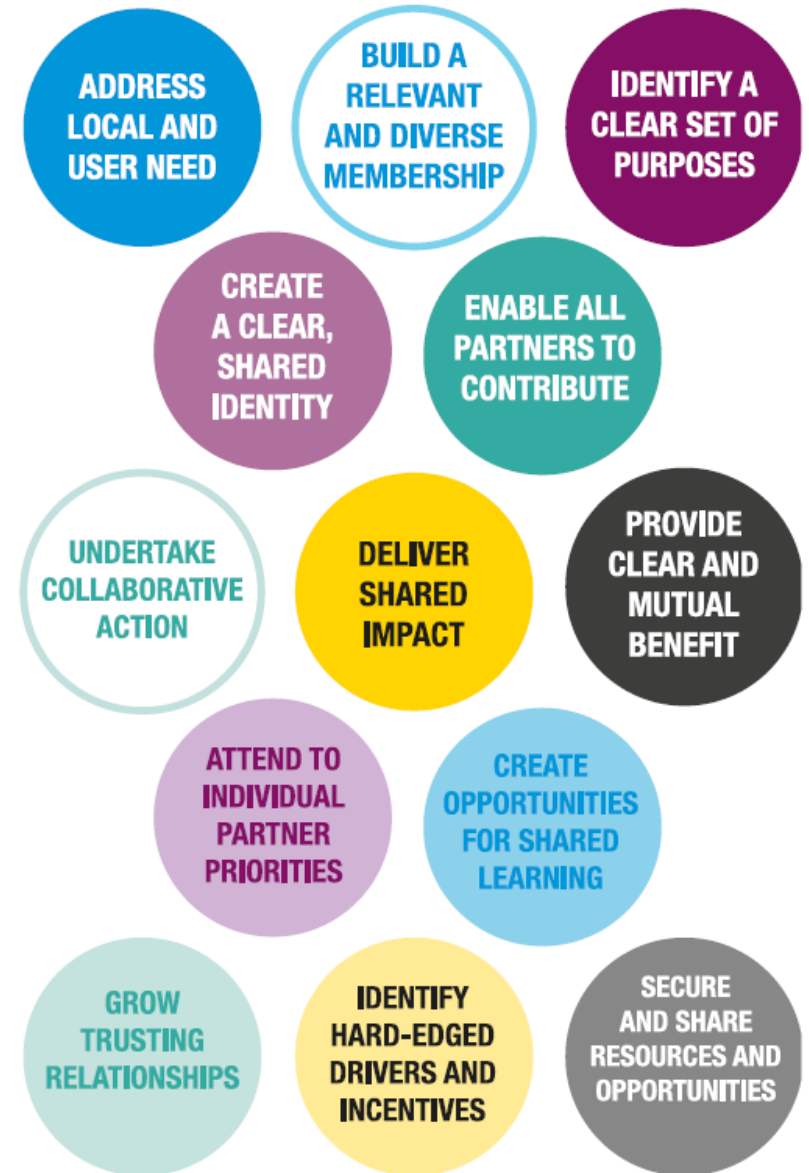 ADDRESS
LOCAL AND
USER NEED
BUILD A
RELEVANT
AND DIVERSE
MEMBERSHIP
IDENTIFY A
CLEAR SET OF
PURPOSES
CREATE
A CLEAR,
SHARED
IDENTITY
ENABLE ALL
PARTNERS TO
CONTRIBUTE
UNDERTAKE
COLLABORATIVE
ACTION
DELIVER
SHARED
IMPACT
PROVIDE
CLEAR AND
MUTUAL
BENEFIT
ATTEND TO
INDIVIDUAL
PARTNER
PRIORITIES
CREATE
OPPORTUNITIES
FOR SHARED
LEARNING
GROW
TRUSTING
RELATIONSHIPS
IDENTIFY
HARD-EDGED
DRIVERS AND
INCENTIVES
SECURE
AND SHARE
RESOURCES AND
OPPORTUNITIES